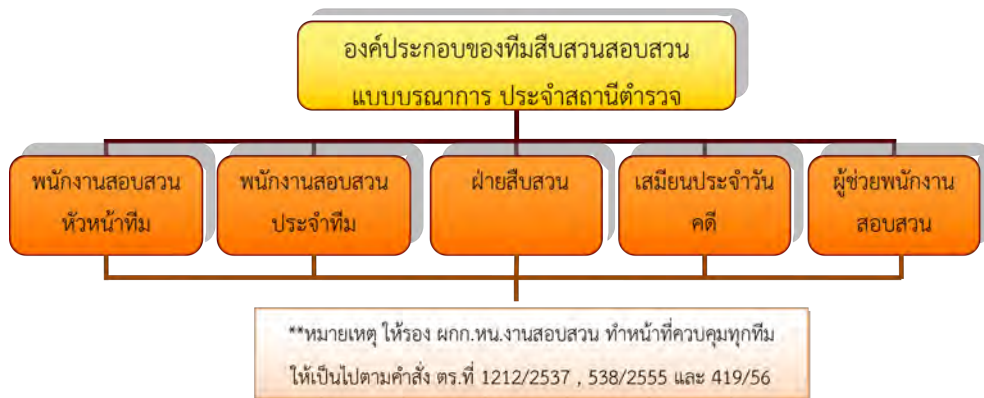 องค์ประกอบของทีมสืบสวนสอบสวน
แบบบรณาการ ประจำสถานีตำรวจ
พนักงานสอบสวน
หัวหน้าทีม
พนักงานสอบสวน
ประจำทีม
ฝ่ายสืบสวน
เสมียนประจำวัน
คดี
ผู้ช่วยพนักงาน
สอบสวน
**หมายเหตุ ให้รอง ผกก.หน.งานสอบสวน ทำหน้าที่ควบคุมทุกทีม
ให้เป็นไปตามคำสั่ง ตร.ที่ 1212/2537 , 538/2555 และ 419/56